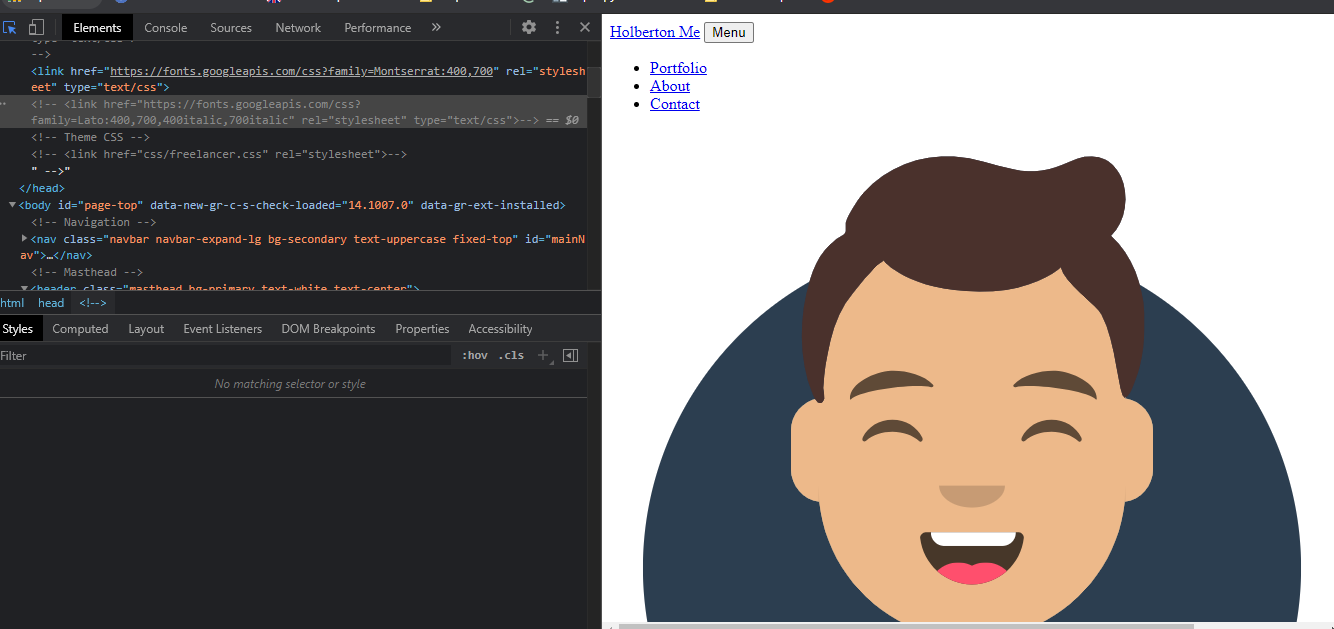 Elements Console Sources Network Performance »
-->
<link href="https://fonts.googleapis.com/css?family=Montserrat:400,700" rel="stylesh
eet" type="text/css">
<!-- <link href="https://fonts.googleapis.com/css?
family=Lato:400,700,400italic,700italic" rel="stylesheet" type="text/css">--> == $0
<!-- Theme CSS -->
<!-- <link href="css/freelancer.css" rel="stylesheet">-->
" -->"
</head>
<body id="page-top" data-new-gr-c-s-check-loaded="14.1007.0" data-gr-ext-installed>
<!-- Navigation -->
<nav class="navbar navbar-expand-lg bg-secondary text-uppercase fixed-top" id="mainN
av">…</nav>
<!-- Masthead -->
<header class="masthead bg-primary text-white text-center">
html head <!-->
Styles Computed Layout Event Listeners DOM Breakpoints Properties Accessibility
Filter :hov .cls +
No matching selector or style
Holberton Me Menu
• Portfolio
• About
• Contact